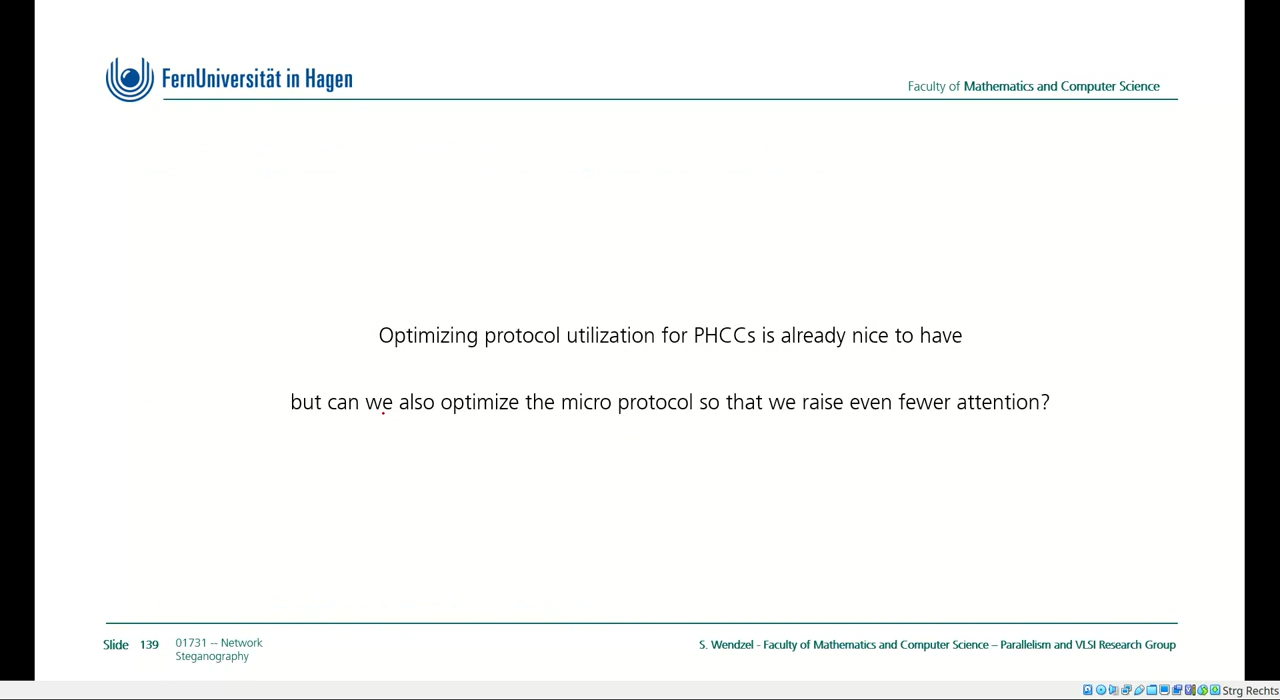 FernUniversität in Hagen
Faculty of Mathematics and Computer Science
Optimizing protocol utilization for PHCCs is already nice to have
but can we also optimize the micro protocol so that we raise even fewer attention?
Slide 139
01731 -- Network
Steganography
S. Wendzel - Faculty of Mathematics and Computer Science – Parallelism and VLSI Research Group
Strg Rechts